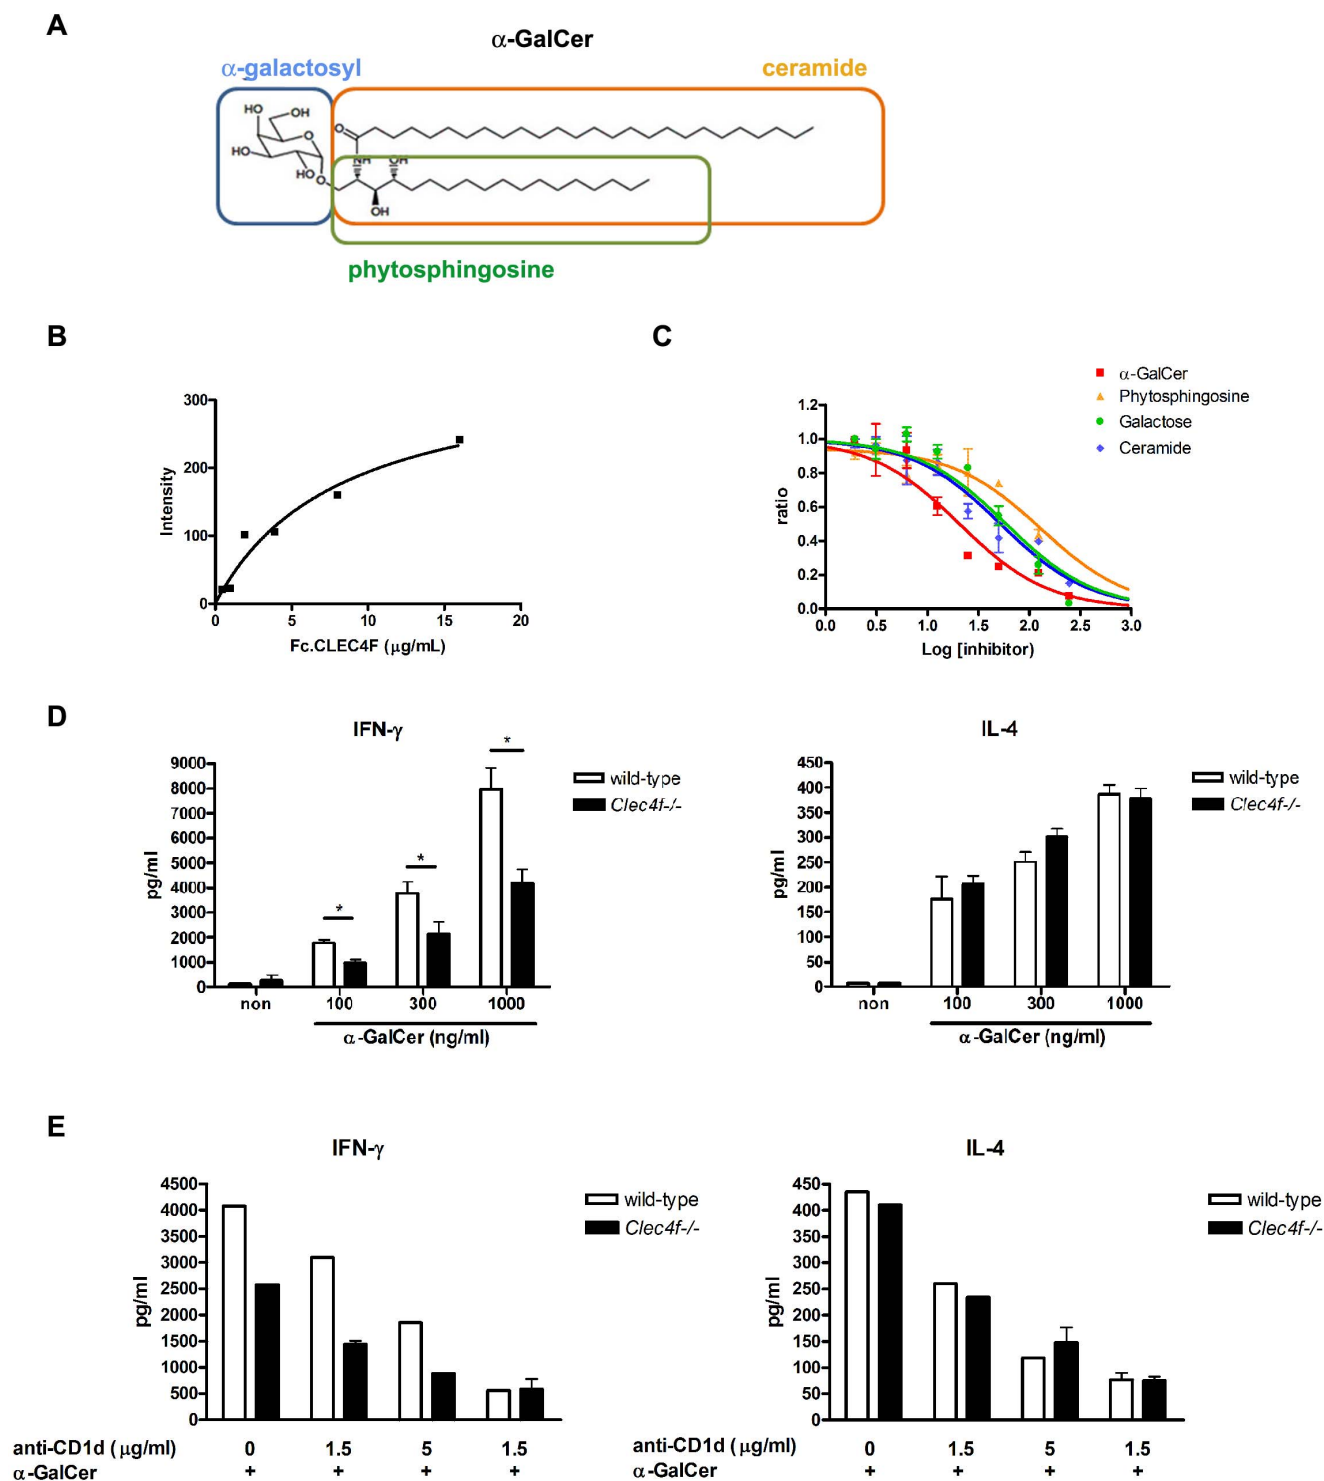 A
α-GalCer
α-galactosyl
ceramide
HO
OH
O
HO
HO
O
O
NH
OH
OH
phytosphingosine
B
300
200
100
0
Intensity
0 5 10 15 20
Fc.CLEC4F (μg/mL)
C
α-GalCer
Phytosphingosine
Galactose
Ceramide
1.2
1.0
0.8
0.6
0.4
0.2
0.0
ratio
0.0 0.5 1.0 1.5 2.0 2.5 3.0
Log [inhibitor)
D
IFN-γ
9000
8000
7000
6000
5000
4000
3000
2000
1000
0
pg/ml
* * *
wild-type
Clec4f-/-
non 100 300 1000
α-GalCer (ng/ml)
IL-4
450
400
350
300
250
200
150
100
50
0
pg/ml
wild-type
Clec4f-/-
non 100 300 1000
α-GalCer (ng/ml)
E
IFN-γ
4500
4000
3500
3000
2500
2000
1500
1000
500
0
pg/ml
wild-type
Clec4f-/-
anti-CD1d (μg/ml) 0 1.5 5 1.5
α-GalCer + + + +
IL-4
450
400
350
300
250
200
150
100
50
0
pg/ml
wild-type
Clec4f-/-
anti-CD1d (μg/ml) 0 1.5 5 1.5
α-GalCer + + + +